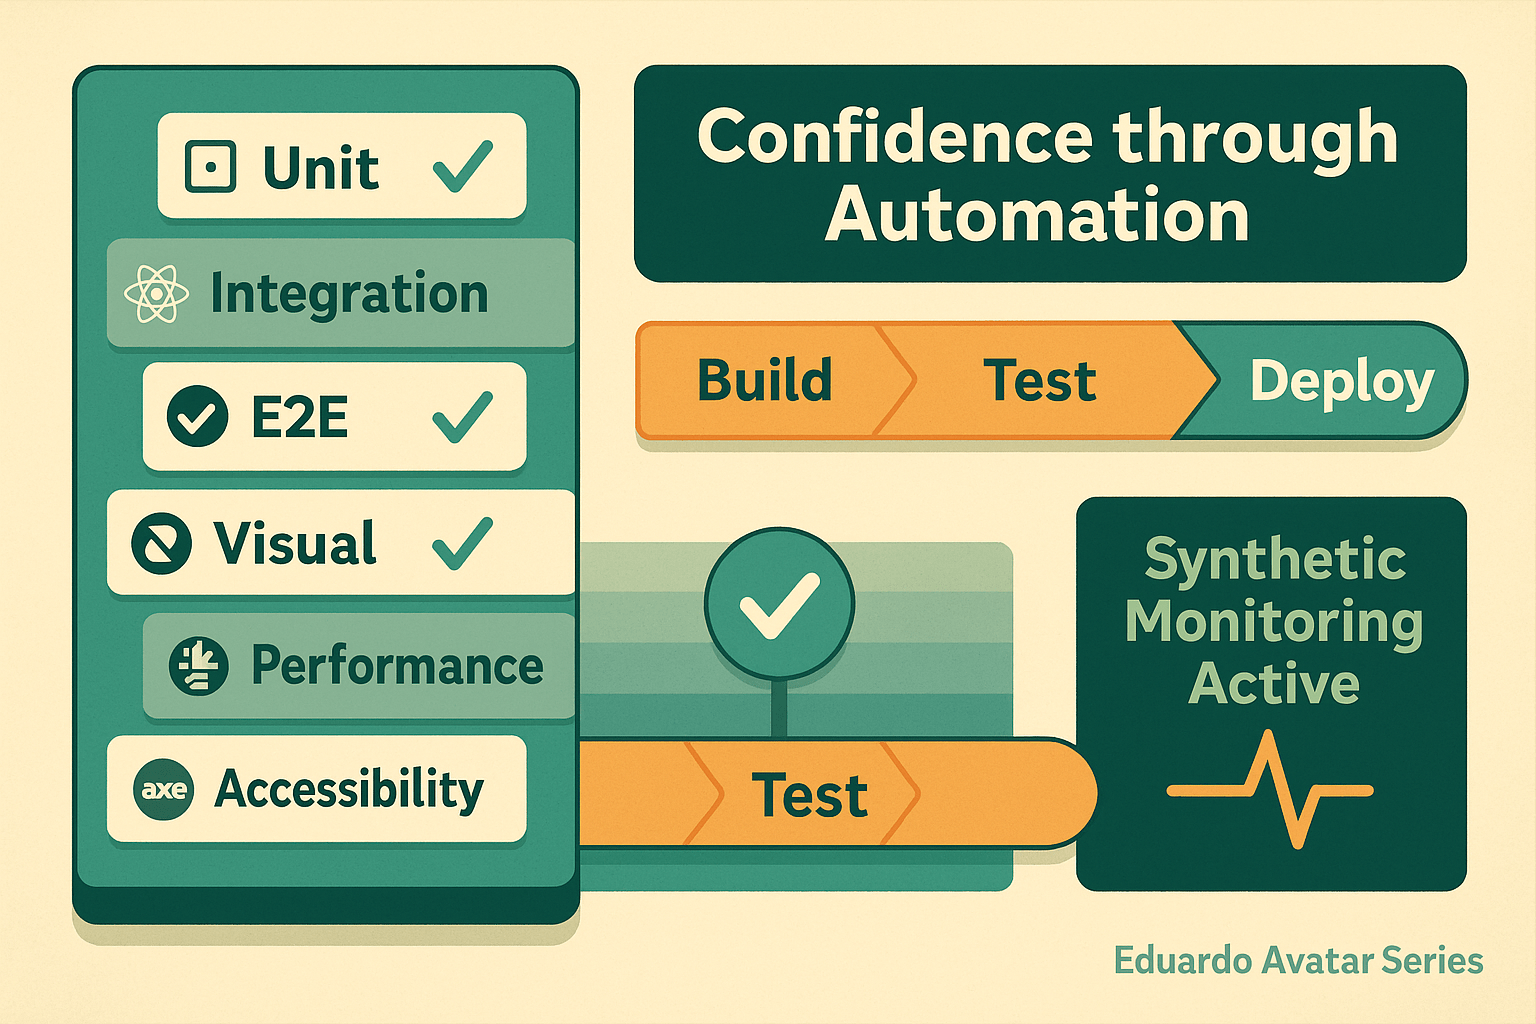 Unit
Integration
E2E
Visual
Performance
axe Accessibility
Confidence through
Automation
Build Test Deploy
Test
Synthetic
Monitoring
Active
Eduardo Avatar Series